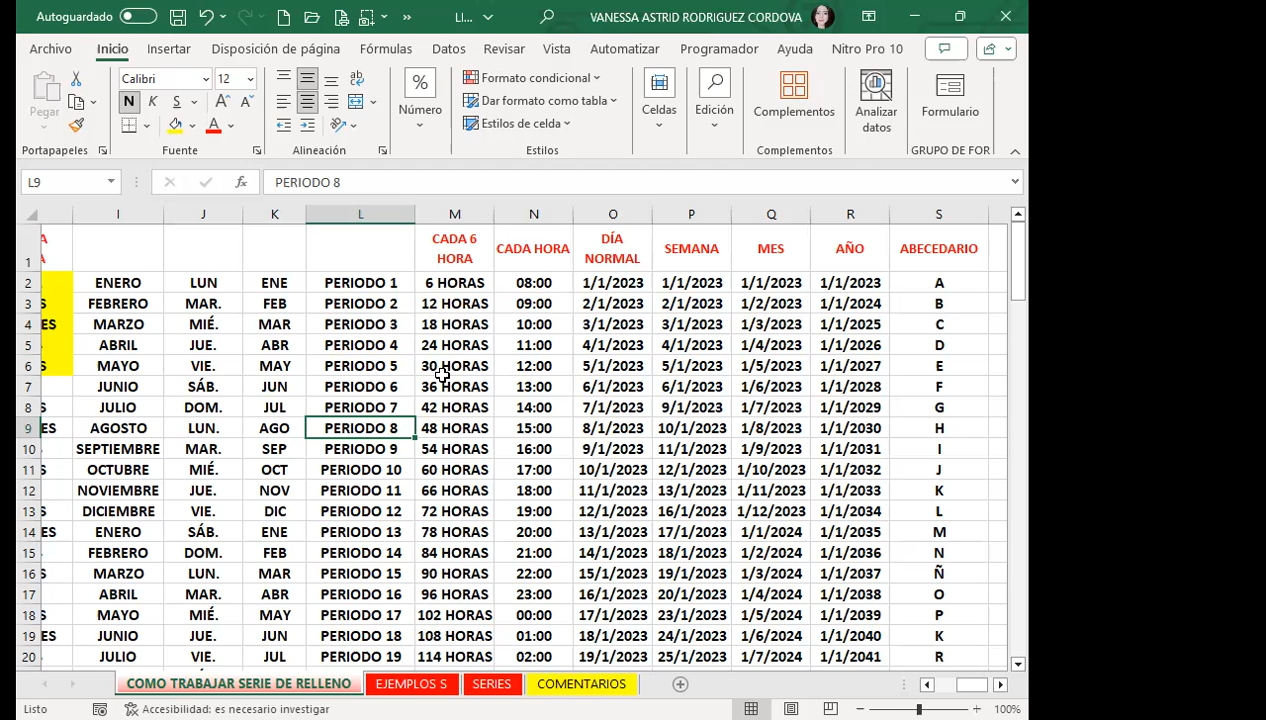 Autoguardado LI... VANESSA ASTRID RODRIGUEZ CORDOVA
Archivo Inicio Insertar Disposición de página Fórmulas Datos Revisar Vista Automatizar Programador Ayuda Nitro Pro 10
Pegar Calibri 12 N K S Número Formato condicional Dar formato como tabla Estilos de celda Celdas Edición Complementos Analizar datos Formulario
Portapapeles Fuente Alineación Estilos Complementos GRUPO DE FOR
L9 fx PERIODO 8
I J K L M N O P Q R S
1 A A CADA 6 HORA CADA HORA DÍA NORMAL SEMANA MES AÑO ABECEDARIO
2 ENERO LUN ENE PERIODO 1 6 HORAS 08:00 1/1/2023 1/1/2023 1/1/2023 1/1/2023 A
3 S FEBRERO MAR. FEB PERIODO 2 12 HORAS 09:00 2/1/2023 2/1/2023 1/2/2023 1/1/2024 B
4 ES MARZO MIÉ. MAR PERIODO 3 18 HORAS 10:00 3/1/2023 3/1/2023 1/3/2023 1/1/2025 C
5 ABRIL JUE. ABR PERIODO 4 24 HORAS 11:00 4/1/2023 4/1/2023 1/4/2023 1/1/2026 D
6 S MAYO VIE. MAY PERIODO 5 30 HORAS 12:00 5/1/2023 5/1/2023 1/5/2023 1/1/2027 E
7 JUNIO SÁB. JUN PERIODO 6 36 HORAS 13:00 6/1/2023 6/1/2023 1/6/2023 1/1/2028 F
8 S JULIO DOM. JUL PERIODO 7 42 HORAS 14:00 7/1/2023 9/1/2023 1/7/2023 1/1/2029 G
9 ES AGOSTO LUN. AGO PERIODO 8 48 HORAS 15:00 8/1/2023 10/1/2023 1/8/2023 1/1/2030 H
10 SEPTIEMBRE MAR. SEP PERIODO 9 54 HORAS 16:00 9/1/2023 11/1/2023 1/9/2023 1/1/2031 I
11 S OCTUBRE MIÉ. OCT PERIODO 10 60 HORAS 17:00 10/1/2023 12/1/2023 1/10/2023 1/1/2032 J
12 NOVIEMBRE JUE. NOV PERIODO 11 66 HORAS 18:00 11/1/2023 13/1/2023 1/11/2023 1/1/2033 K
13 S DICIEMBRE VIE. DIC PERIODO 12 72 HORAS 19:00 12/1/2023 16/1/2023 1/12/2023 1/1/2034 L
14 ES ENERO SÁB. ENE PERIODO 13 78 HORAS 20:00 13/1/2023 17/1/2023 1/1/2024 1/1/2035 M
15 FEBRERO DOM. FEB PERIODO 14 84 HORAS 21:00 14/1/2023 18/1/2023 1/2/2024 1/1/2036 N
16 S MARZO LUN. MAR PERIODO 15 90 HORAS 22:00 15/1/2023 19/1/2023 1/3/2024 1/1/2037 Ñ
17 ABRIL MAR. ABR PERIODO 16 96 HORAS 23:00 16/1/2023 20/1/2023 1/4/2024 1/1/2038 O
18 S MAYO MIÉ. MAY PERIODO 17 102 HORAS 00:00 17/1/2023 23/1/2023 1/5/2024 1/1/2039 P
19 ES JUNIO JUE. JUN PERIODO 18 108 HORAS 01:00 18/1/2023 24/1/2023 1/6/2024 1/1/2040 K
20 JULIO VIE. JUL PERIODO 19 114 HORAS 02:00 19/1/2023 25/1/2023 1/7/2024 1/1/2041 R
COMO TRABAJAR SERIE DE RELLENO EJEMPLOS S SERIES COMENTARIOS
Listo Accesibilidad: es necesario investigar 100%